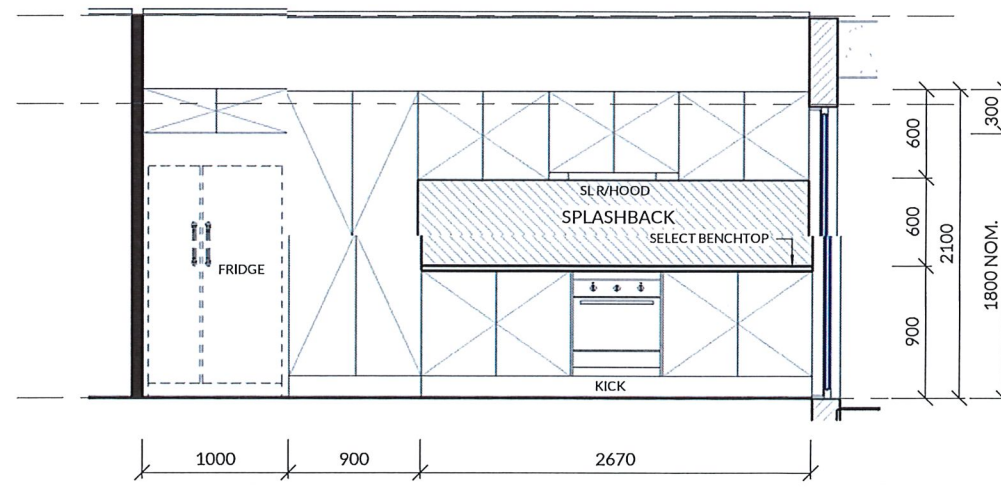 300
600
SL R/HOOD
SPLASHBACK
600
SELECT BENCHTOP
2100
1800 NOM.
FRIDGE
900
KICK
1000
900
2670